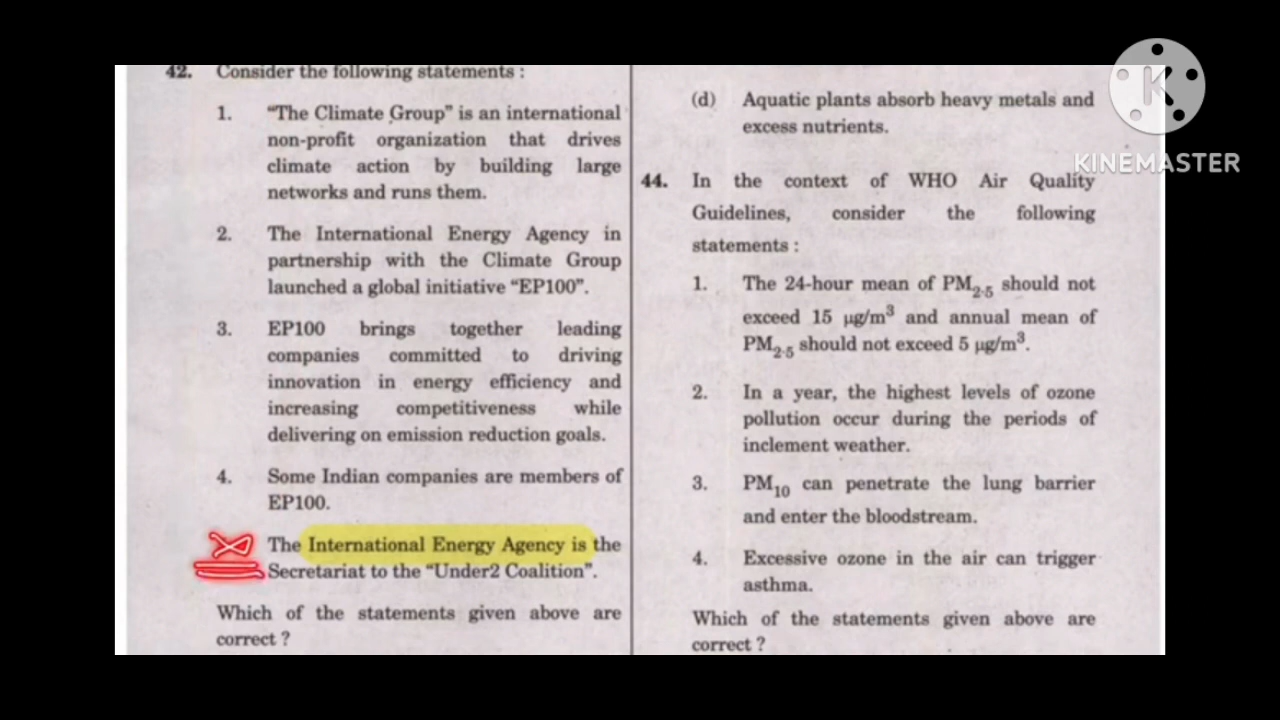 42. Consider the following statements :
1. "The Climate Group" is an international
non-profit organization that drives
climate action by building large
networks and runs them.
2. The International Energy Agency in
partnership with the Climate Group
launched a global initiative "EP100".
3. EP100 brings together leading
companies committed to driving
innovation in energy efficiency and
increasing competitiveness while
delivering on emission reduction goals.
4. Some Indian companies are members of
EP100.
The International Energy Agency is the
Secretariat to the "Under2 Coalition".
Which of the statements given above are
correct ?
(d) Aquatic plants absorb heavy metals and
excess nutrients.
44. In the context of WHO Air Quality
Guidelines, consider the following
statements :
1. The 24-hour mean of PM2.5 should not
exceed 15 µg/m³ and annual mean of
PM2.5 should not exceed 5 µg/m³.
2. In a year, the highest levels of ozone
pollution occur during the periods of
inclement weather.
3. PM10 can penetrate the lung barrier
and enter the bloodstream.
4. Excessive ozone in the air can trigger
asthma.
Which of the statements given above are
correct ?
K
KINEMASTER